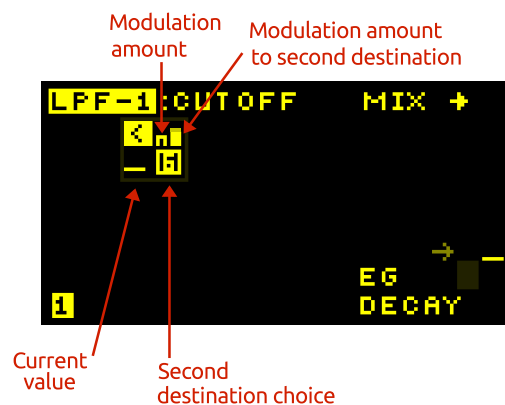 Modulation
amount
Modulation amount
to second destination
LPF-1:CUTOFF MIX →
<
H
→
EG
DECAY
1
Current
value
Second
destination choice